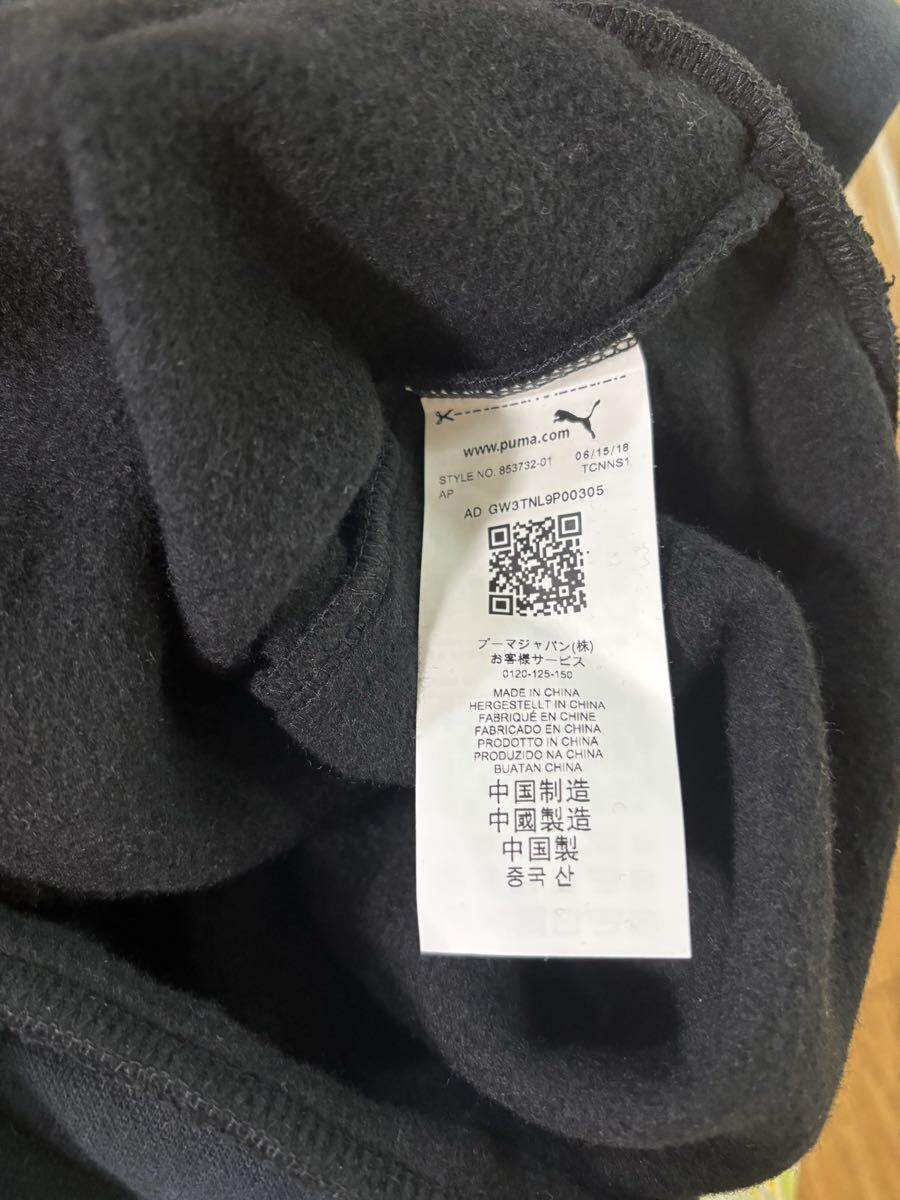 www.puma.com
STYLE NO. 853732-01 06/15/18
AP TCNNS1
AD GW3TNL9P00305
プーマジャパン(株)
お客様サービス
0120-125-150
MADE IN CHINA
HERGESTELLT IN CHINA
FABRIQUÉ EN CHINE
FABRICADO EN CHINA
PRODOTTO IN CHINA
PRODUZIDO NA CHINA
BUATAN CHINA
中国制造
中國製造
中国製
중국 산